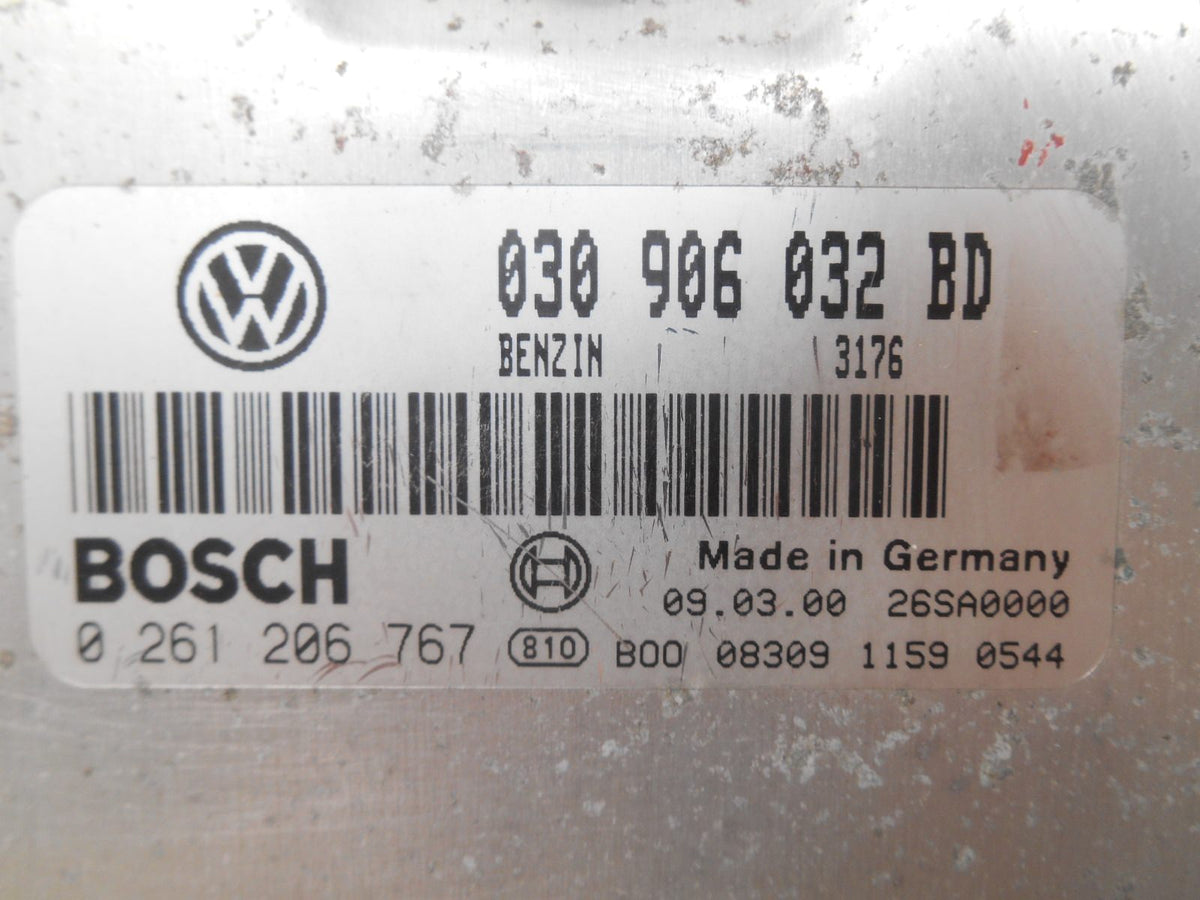 030 906 032 BD
BENZIN 3176
BOSCH
Made in Germany
09.03.00 26SA0000
0 261 206 767 810 B00 08309 1159 0544